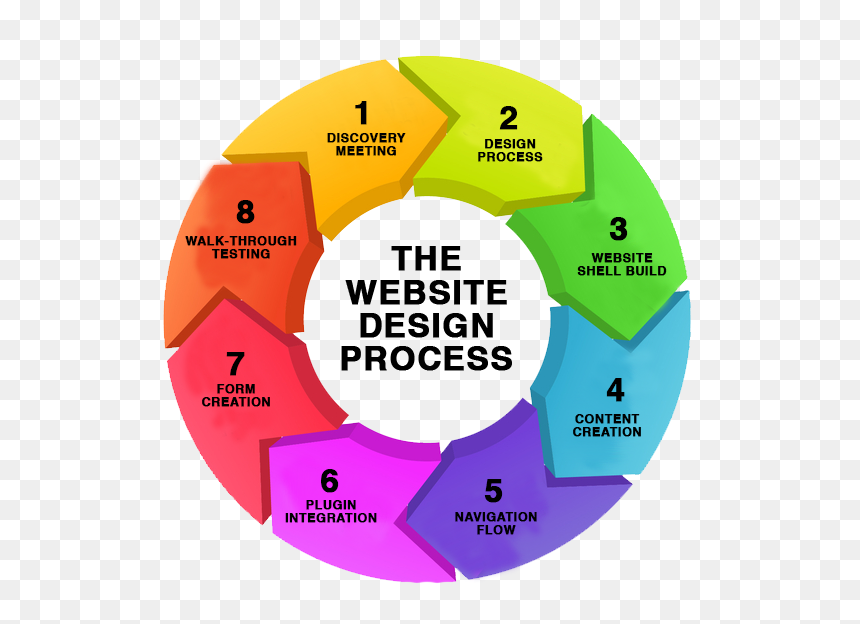 THE
WEBSITE
DESIGN
PROCESS
1
DISCOVERY
MEETING
2
DESIGN
PROCESS
3
WEBSITE
SHELL BUILD
4
CONTENT
CREATION
5
NAVIGATION
FLOW
6
PLUGIN
INTEGRATION
7
FORM
CREATION
8
WALK-THROUGH
TESTING